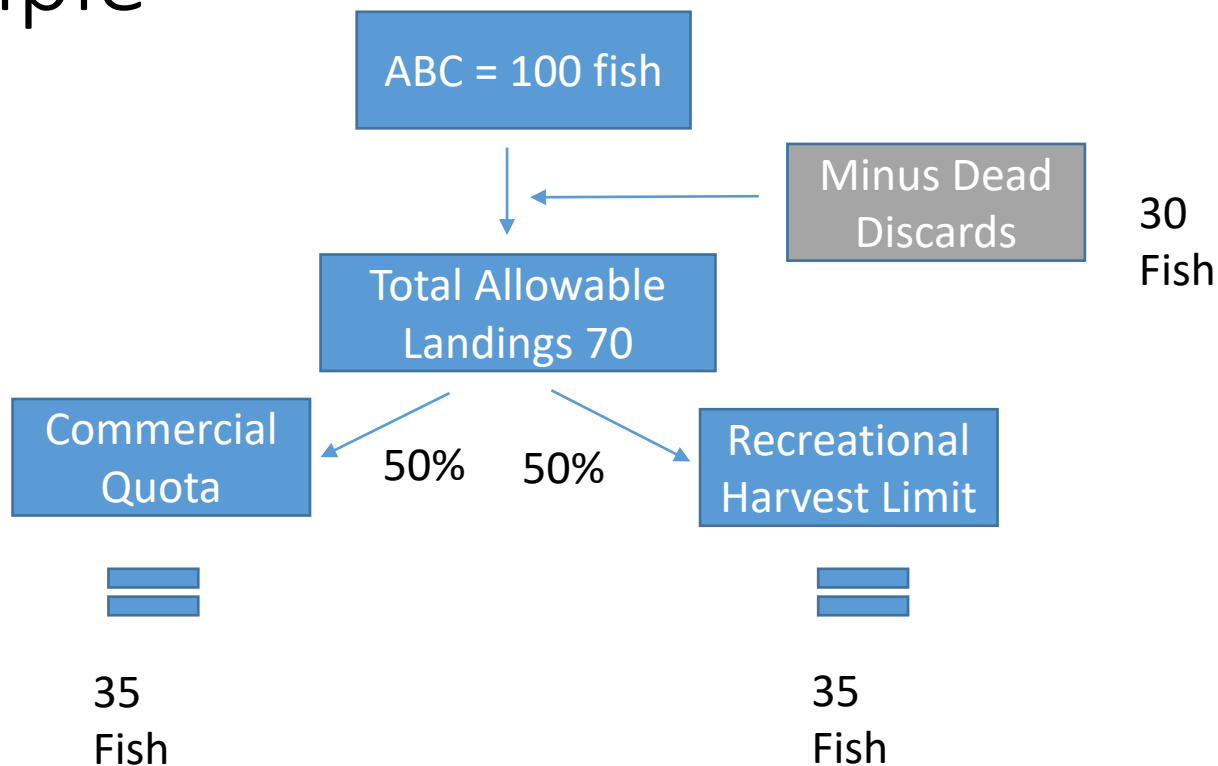 ABC = 100 fish
Minus Dead
Discards
30
Fish
Total Allowable
Landings 70
Commercial
Quota
50%
50%
Recreational
Harvest Limit
35
Fish
35
Fish